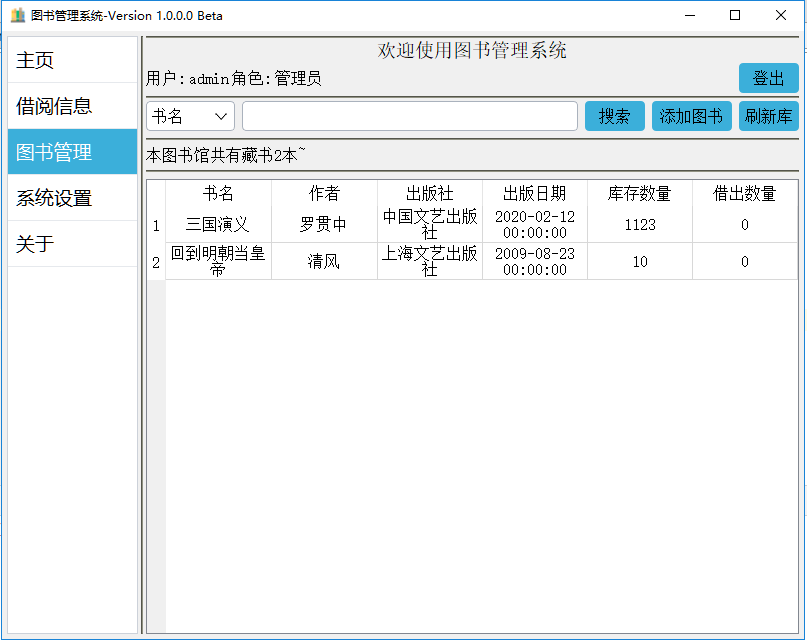 图书管理系统-Version 1.0.0.0 Beta
主页
借阅信息
图书管理
系统设置
关于
欢迎使用图书管理系统
用户:admin角色:管理员
登出
书名
搜索
添加图书
刷新库
本图书馆共有藏书2本~
书名 作者 出版社 出版日期 库存数量 借出数量
1 三国演义 罗贯中 中国文艺出版社 2020-02-12 00:00:00 1123 0
2 回到明朝当皇帝 清风 上海文艺出版社 2009-08-23 00:00:00 10 0